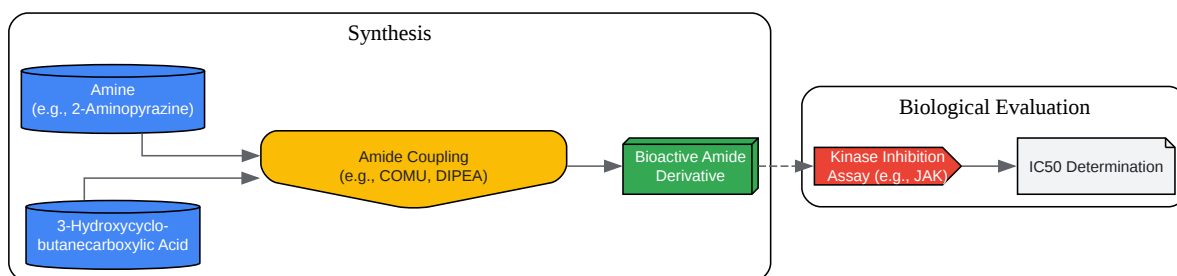 Synthesis
Amine
(e.g., 2-Aminopyrazine)
Amide Coupling
(e.g., COMU, DIPEA)
3-Hydroxycyclo-
butanecarboxylic Acid
Bioactive Amide
Derivative
Biological Evaluation
Kinase Inhibition
Assay (e.g., JAK)
IC50 Determination